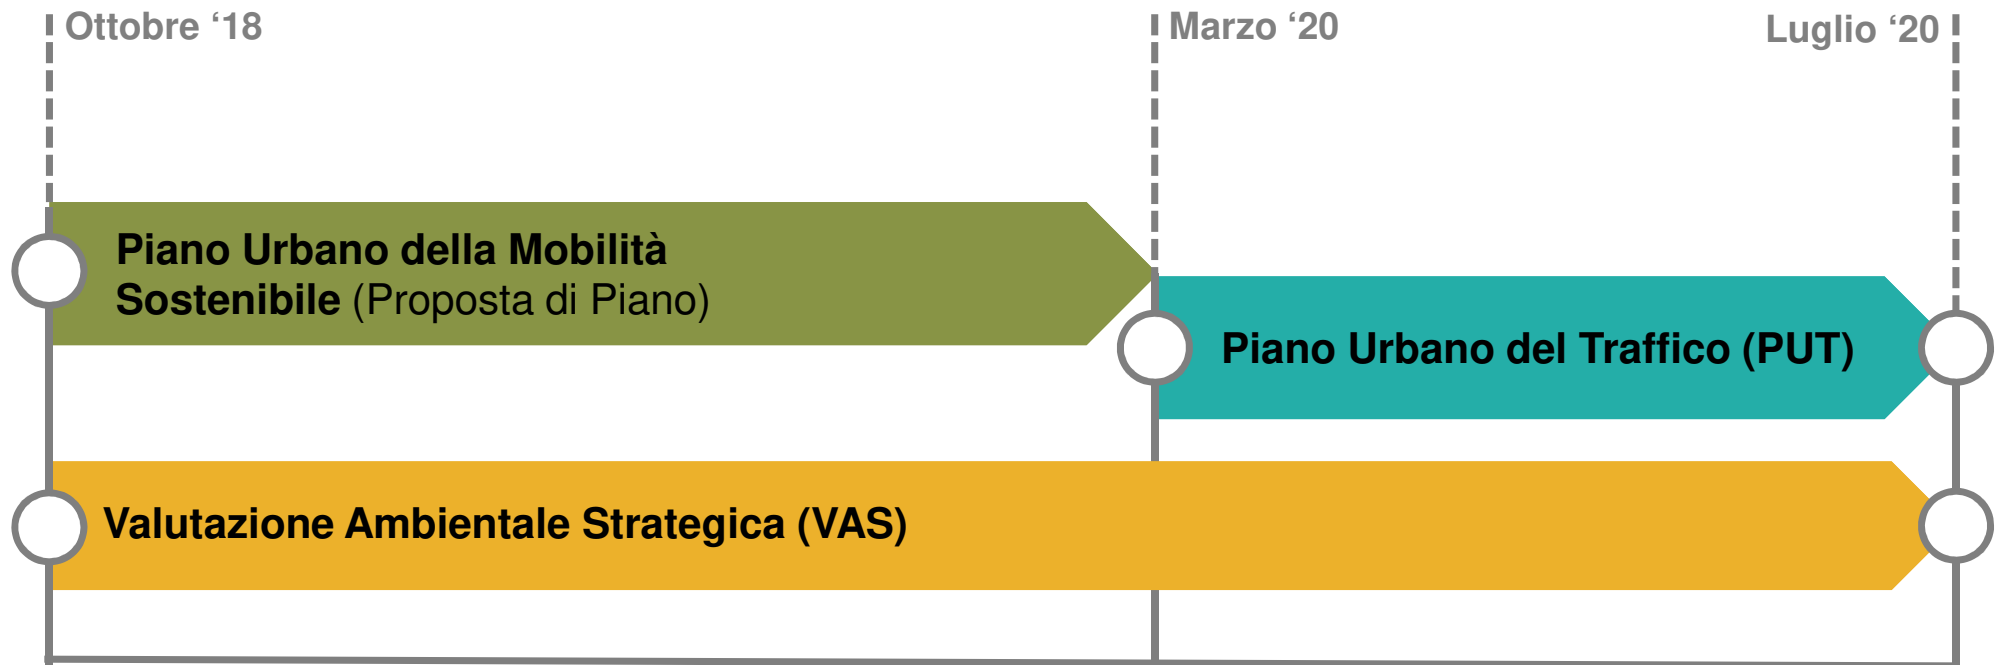 Ottobre ‘18
Marzo ‘20
Luglio ‘20
Piano Urbano della Mobilità
Sostenibile (Proposta di Piano)
Piano Urbano del Traffico (PUT)
Valutazione Ambientale Strategica (VAS)